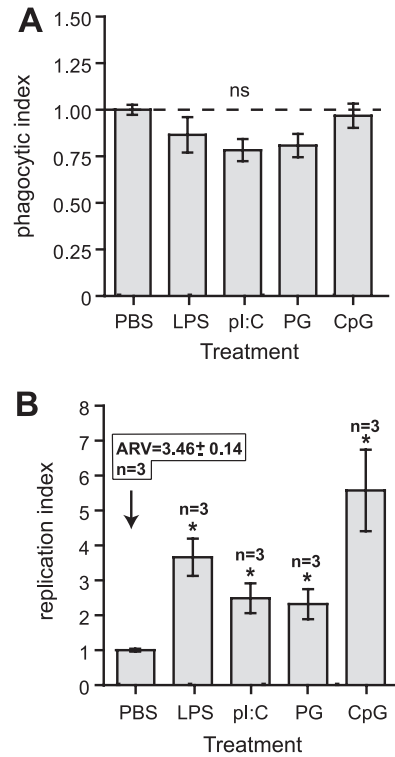 A
phagocytic index
1.50
1.25
1.00
0.75
0.50
0.25
0
ns
PBS LPS pI:C PG CpG
Treatment
B
replication index
8
7
6
5
4
3
2
1
0
ARV=3.46± 0.14
n=3
n=3
*
n=3
*
n=3
*
n=3
*
PBS LPS pI:C PG CpG
Treatment